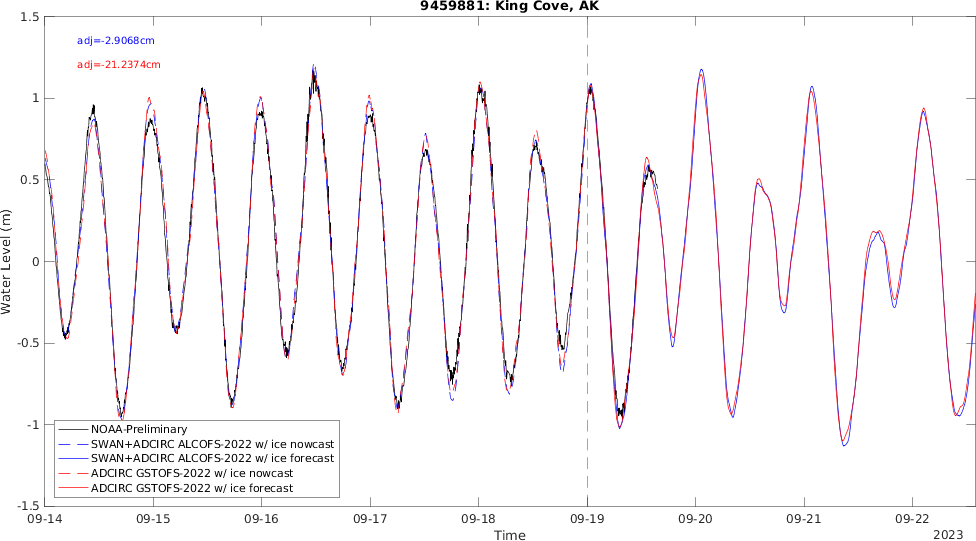 9459881: King Cove, AK
adj=-2.9068cm
adj=-21.2374cm
1.5
1
0.5
0
-0.5
-1
-1.5
Water Level (m)
NOAA-Preliminary
SWAN+ADCIRC ALCOFS-2022 w/ ice nowcast
SWAN+ADCIRC ALCOFS-2022 w/ ice forecast
ADCIRC GSTOFS-2022 w/ ice nowcast
ADCIRC GSTOFS-2022 w/ ice forecast
09-14 09-15 09-16 09-17 09-18 09-19 09-20 09-21 09-22
Time
2023